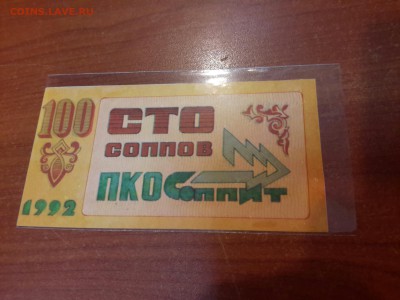 COINS.LAVE.RU
100
СТО
СОППОВ
ПКОСОППИТ
1992